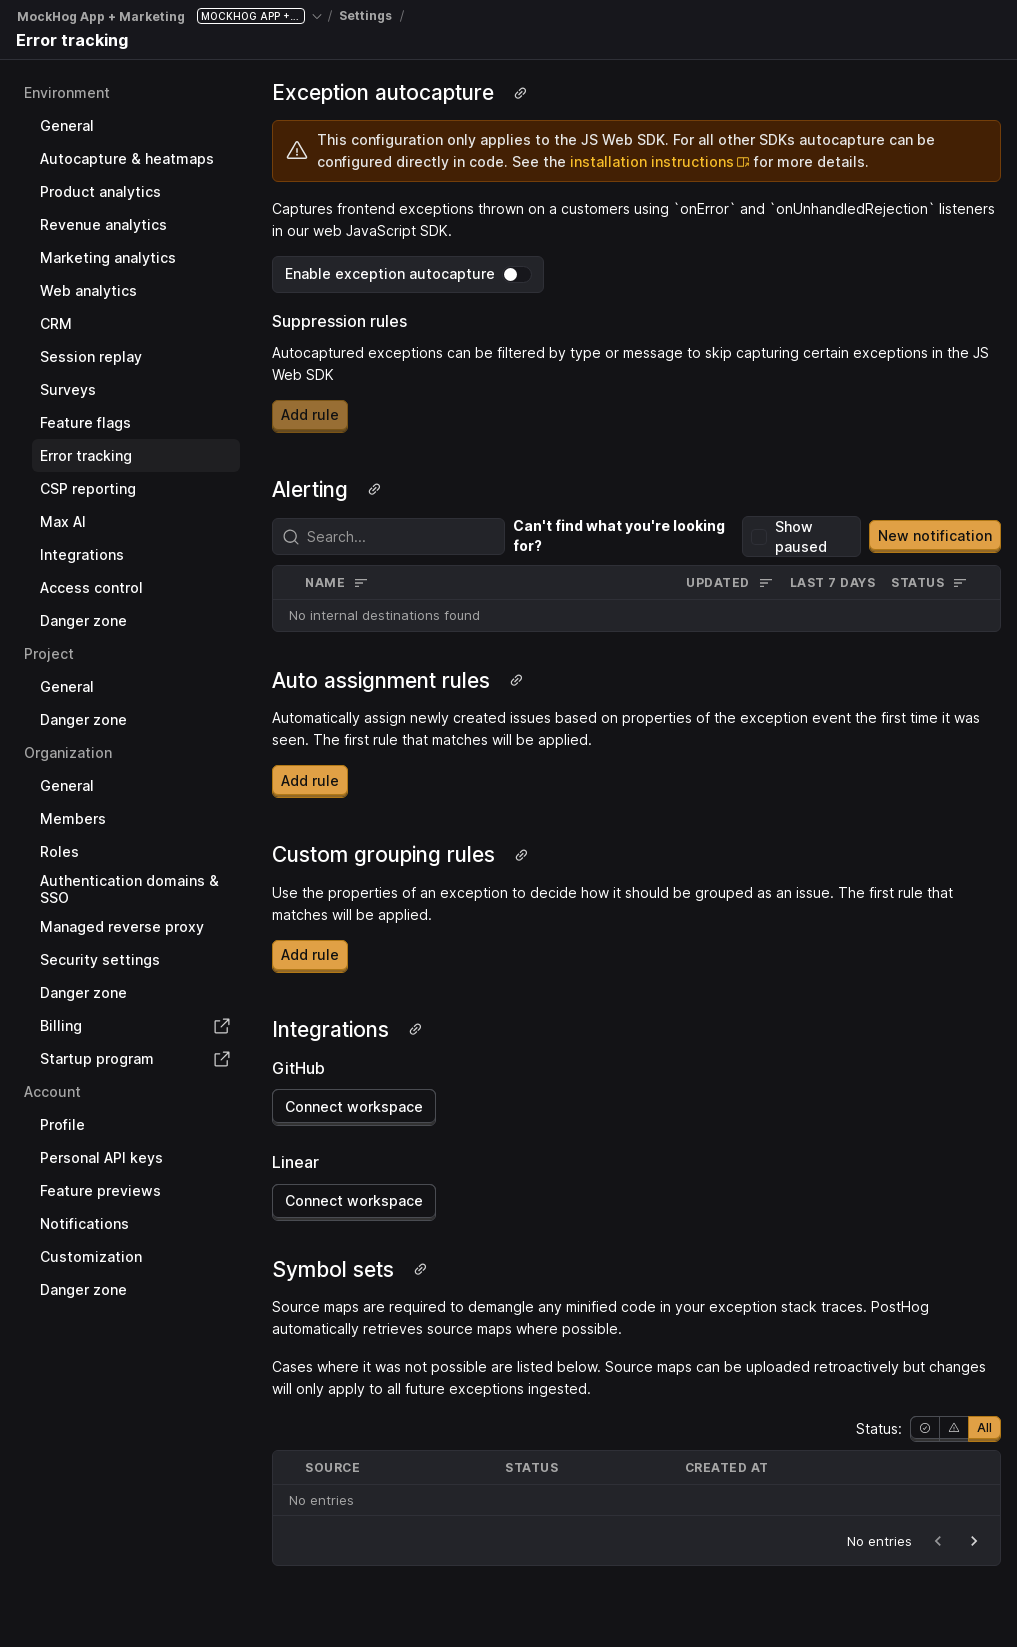 MockHog App + Marketing MOCKHOG APP +... / Settings /
Error tracking
Environment
General
Autocapture & heatmaps
Product analytics
Revenue analytics
Marketing analytics
Web analytics
CRM
Session replay
Surveys
Feature flags
Error tracking
CSP reporting
Max AI
Integrations
Access control
Danger zone
Project
General
Danger zone
Organization
General
Members
Roles
Authentication domains &
SSO
Managed reverse proxy
Security settings
Danger zone
Billing
Startup program
Account
Profile
Personal API keys
Feature previews
Notifications
Customization
Danger zone
Exception autocapture
This configuration only applies to the JS Web SDK. For all other SDKs autocapture can be
configured directly in code. See the installation instructions for more details.
Captures frontend exceptions thrown on a customers using `onError` and `onUnhandledRejection` listeners
in our web JavaScript SDK.
Enable exception autocapture
Suppression rules
Autocaptured exceptions can be filtered by type or message to skip capturing certain exceptions in the JS
Web SDK
Add rule
Alerting
Search...
Can't find what you're looking
for?
Show
paused
New notification
NAME UPDATED LAST 7 DAYS STATUS
No internal destinations found
Auto assignment rules
Automatically assign newly created issues based on properties of the exception event the first time it was
seen. The first rule that matches will be applied.
Add rule
Custom grouping rules
Use the properties of an exception to decide how it should be grouped as an issue. The first rule that
matches will be applied.
Add rule
Integrations
GitHub
Connect workspace
Linear
Connect workspace
Symbol sets
Source maps are required to demangle any minified code in your exception stack traces. PostHog
automatically retrieves source maps where possible.
Cases where it was not possible are listed below. Source maps can be uploaded retroactively but changes
will only apply to all future exceptions ingested.
Status: All
SOURCE STATUS CREATED AT
No entries
No entries